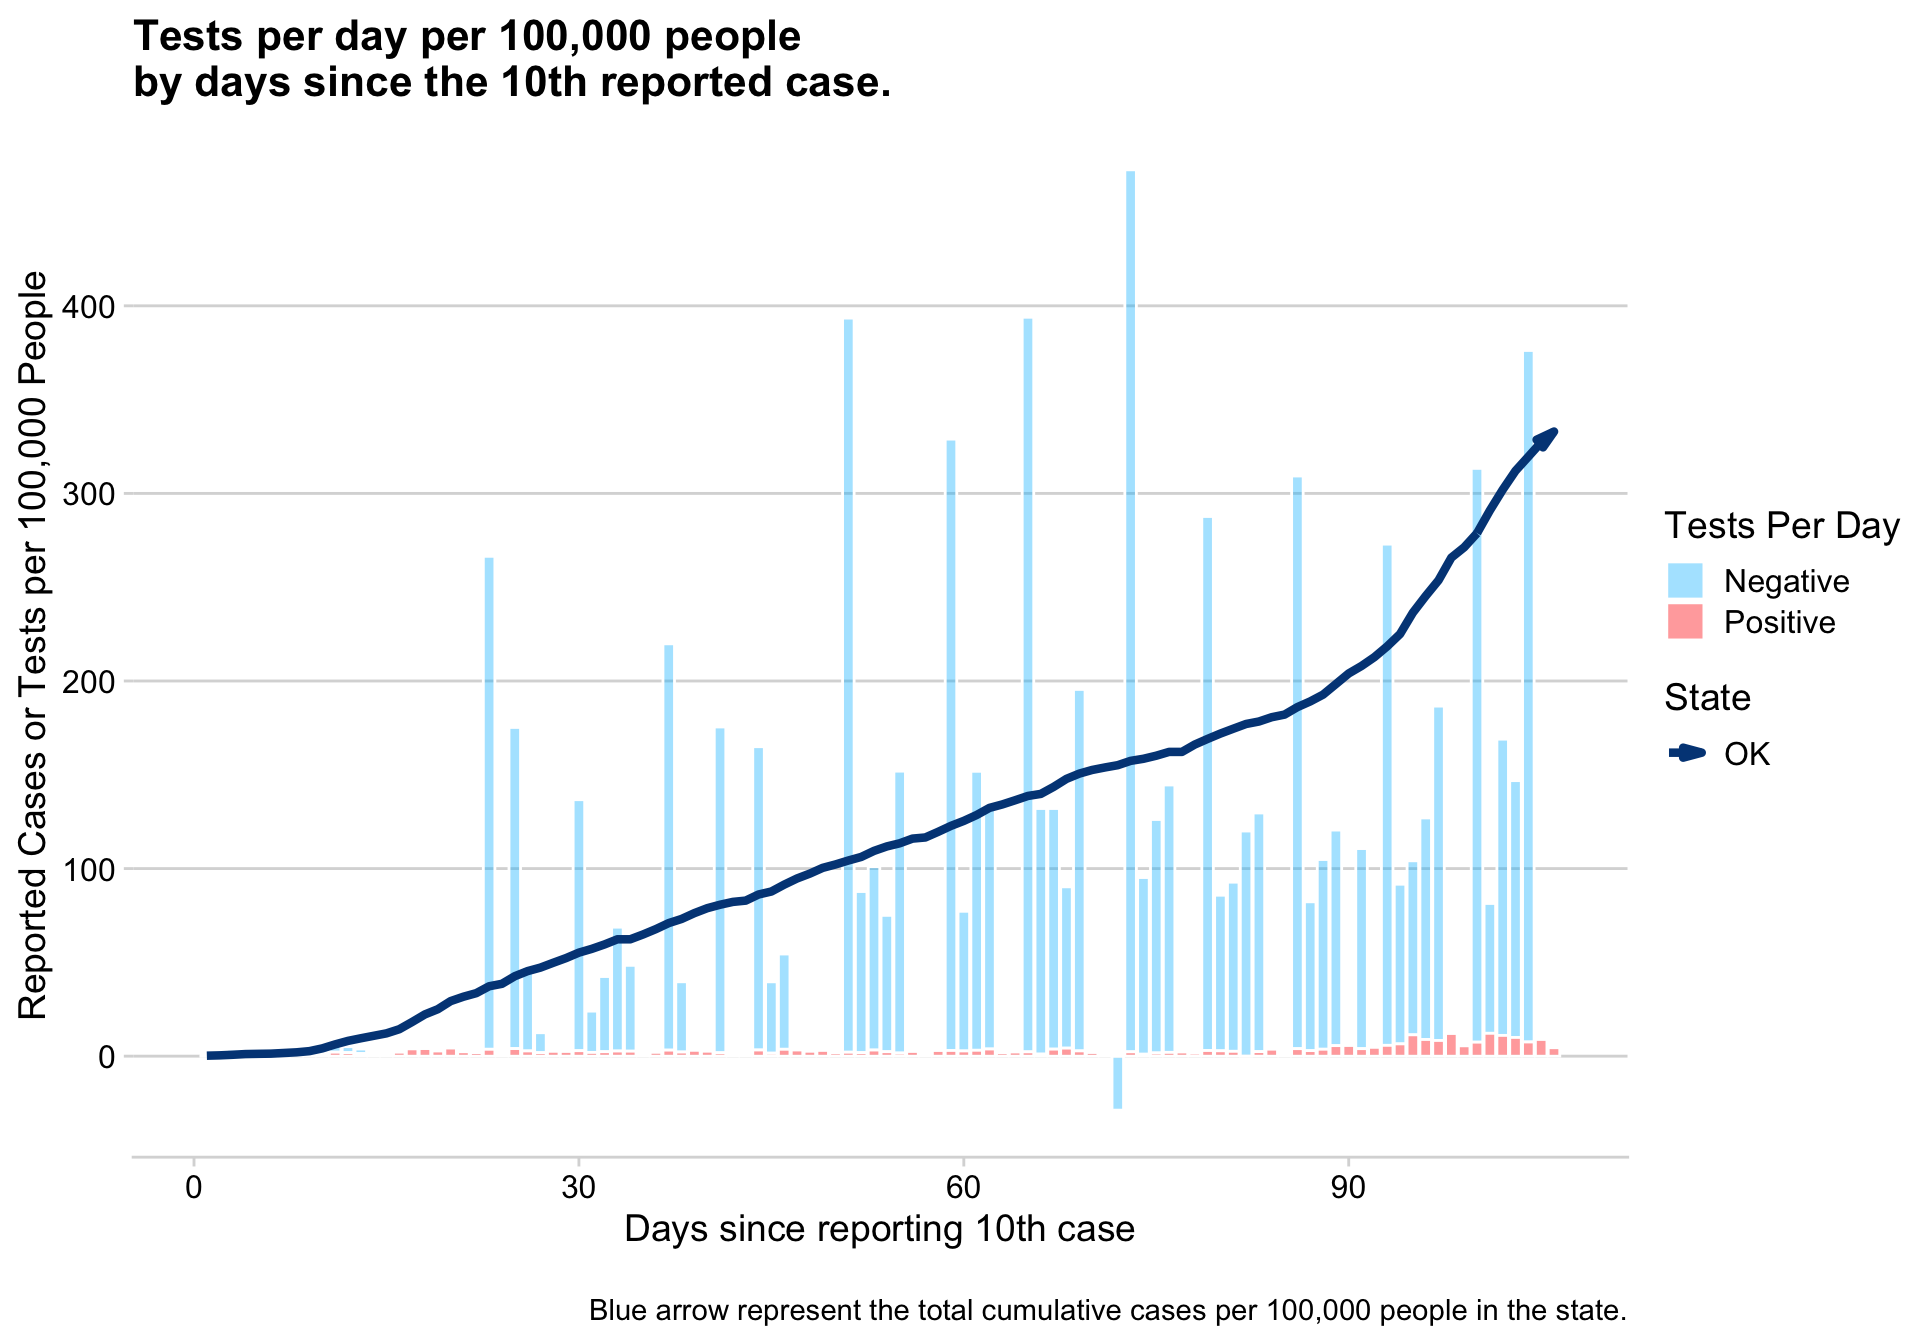 Tests per day per 100,000 people
by days since the 10th reported case.
Reported Cases or Tests per 100,000 People
400
300
200
100
0
0
30
60
90
Days since reporting 10th case
Tests Per Day
Negative
Positive
State
OK
Blue arrow represent the total cumulative cases per 100,000 people in the state.